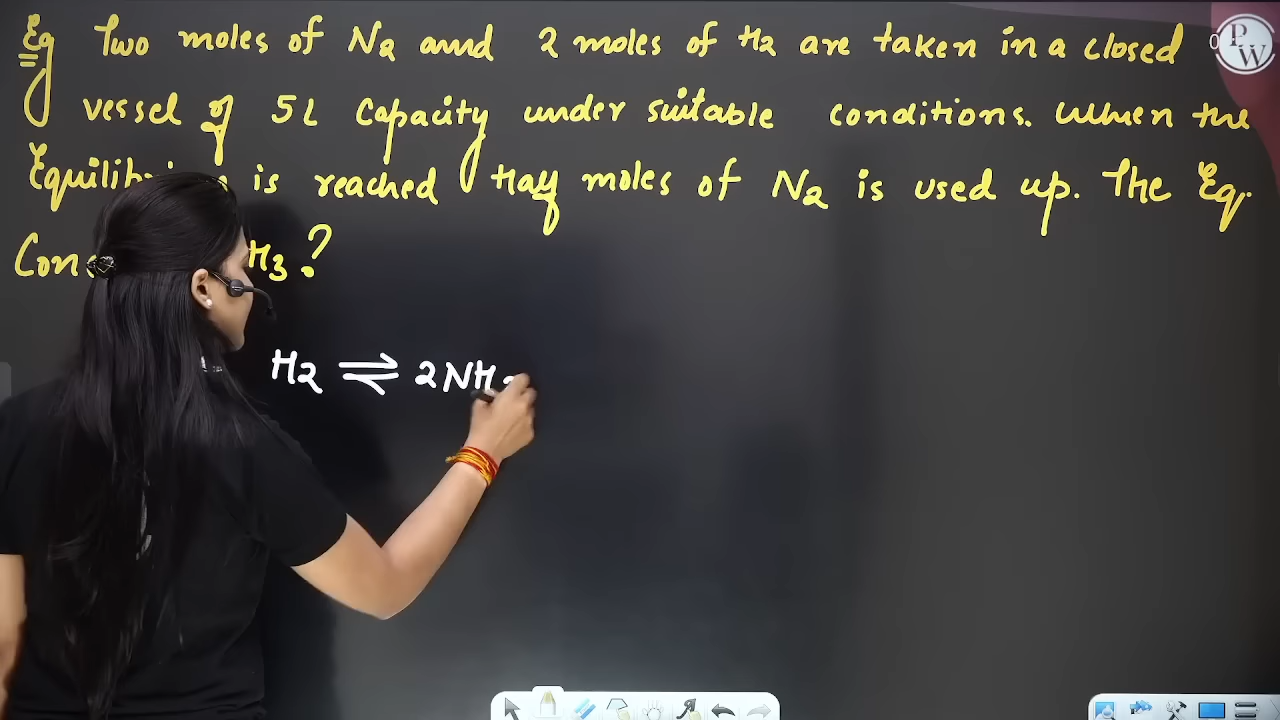 Eg Two moles of N2 and 2 moles of H2 are taken in a closed
vessel of 5L capacity under suitable conditions. When the
Equilib is reached Half moles of N2 is used up. The Eq.
Conc H3?
H2 ⇌ 2NH
PW